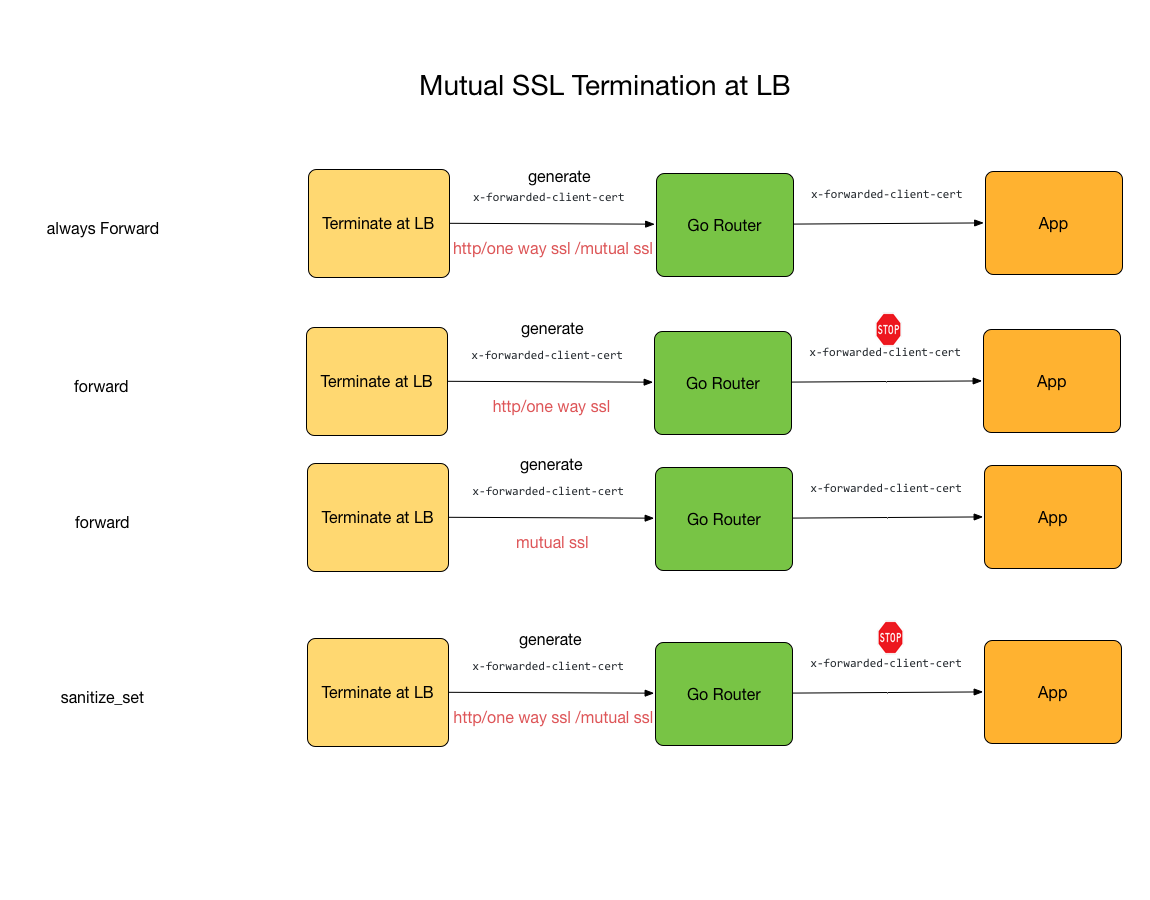 Mutual SSL Termination at LB
generate
x-forwarded-client-cert
x-forwarded-client-cert
always Forward
Terminate at LB
Go Router
App
http/one way ssl /mutual ssl
generate
STOP
x-forwarded-client-cert
x-forwarded-client-cert
forward
Terminate at LB
Go Router
App
http/one way ssl
generate
x-forwarded-client-cert
x-forwarded-client-cert
forward
Terminate at LB
Go Router
App
mutual ssl
generate
STOP
x-forwarded-client-cert
x-forwarded-client-cert
sanitize_set
Terminate at LB
Go Router
App
http/one way ssl /mutual ssl